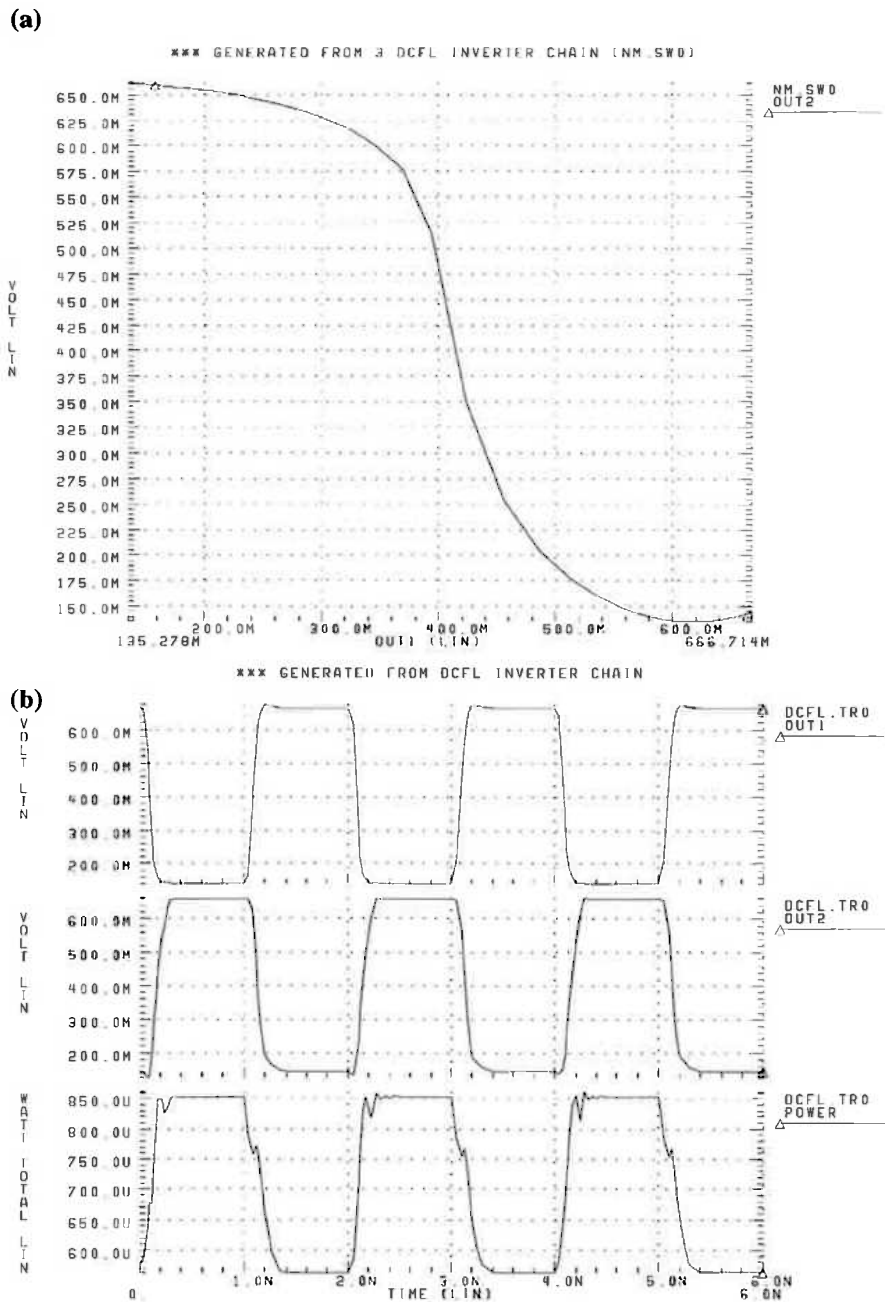 (a)
*** GENERATED FROM 3 DCFL INVERTER CHAIN (NM.SW0)
NM.SW0
OUT2
650.0M
625.0M
600.0M
575.0M
550.0M
525.0M
500.0M
475.0M
450.0M
425.0M
400.0M
375.0M
350.0M
325.0M
300.0M
275.0M
250.0M
225.0M
200.0M
175.0M
150.0M
VOLT LIN
200.0M 300.0M 400.0M 500.0M 600.0M
135.278M OUT1 (LIN) 666.714M
*** GENERATED FROM DCFL INVERTER CHAIN
(b)
VOLT LIN
600.0M
500.0M
400.0M
300.0M
200.0M
DCFL.TR0
OUT1
VOLT LIN
600.0M
500.0M
400.0M
300.0M
200.0M
DCFL.TR0
OUT2
WATT TOTAL LIN
850.0U
800.0U
750.0U
700.0U
650.0U
600.0U
DCFL.TR0
POWER
1.0N 2.0N 3.0N 4.0N 5.0N 6.0N
0. TIME (LIN) 6.0N